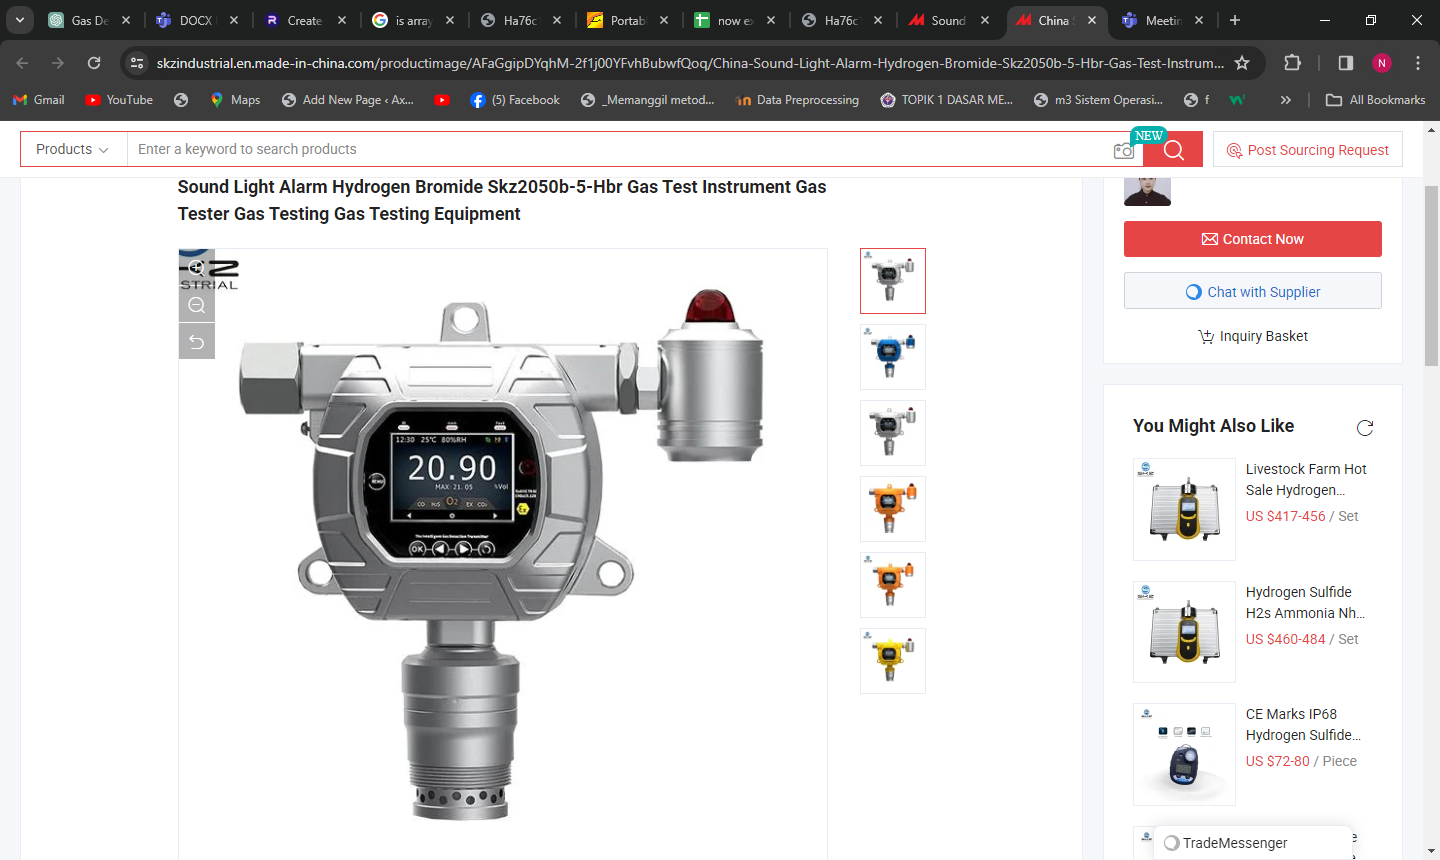 Gas De
DOCX
Create
is array
Ha76c
Portab
now ex
Ha76c
Sound
China S
Meetin
skzindustrial.en.made-in-china.com/productimage/AFaGgipDYqhM-2f1j00YFvhBubwfQoq/China-Sound-Light-Alarm-Hydrogen-Bromide-Skz2050b-5-Hbr-Gas-Test-Instrum...
N
Gmail
YouTube
Maps
Add New Page ‹ Ax...
(5) Facebook
_Memanggil metod...
Data Preprocessing
TOPIK 1 DASAR ME...
m3 Sistem Operasi...
f
All Bookmarks
Products
Enter a keyword to search products
NEW
Post Sourcing Request
Sound Light Alarm Hydrogen Bromide Skz2050b-5-Hbr Gas Test Instrument Gas
Tester Gas Testing Gas Testing Equipment
STRIAL
12:30 25℃ 80%RH
20.90
MAX: 21.05 %Vol
CO H₂S O₂ EX CO₂
MENU
The Intelligent Gas Detection Transmitter
OK
Contact Now
Chat with Supplier
Inquiry Basket
You Might Also Like
Livestock Farm Hot
Sale Hydrogen...
US $417-456 / Set
Hydrogen Sulfide
H2s Ammonia Nh...
US $460-484 / Set
CE Marks IP68
Hydrogen Sulfide...
US $72-80 / Piece
TradeMessenger